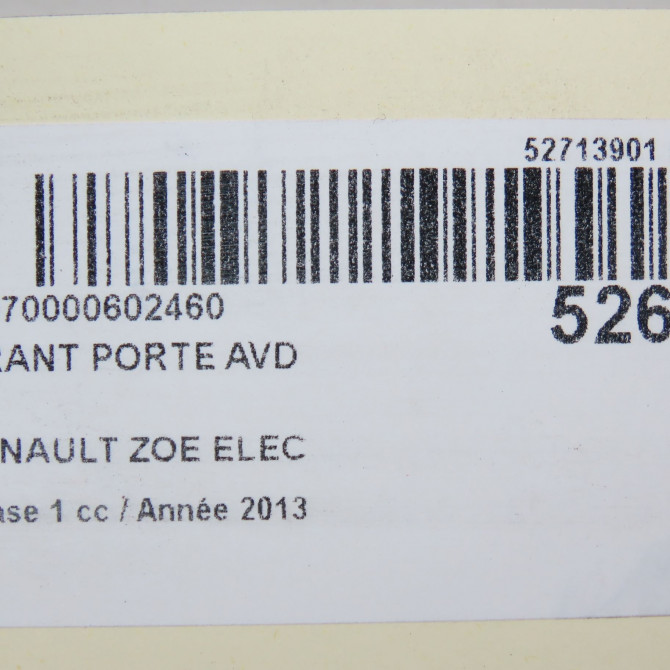 52713901
70000602460
526
RANT PORTE AVD
NAULT ZOE ELEC
ase 1 cc / Année 2013